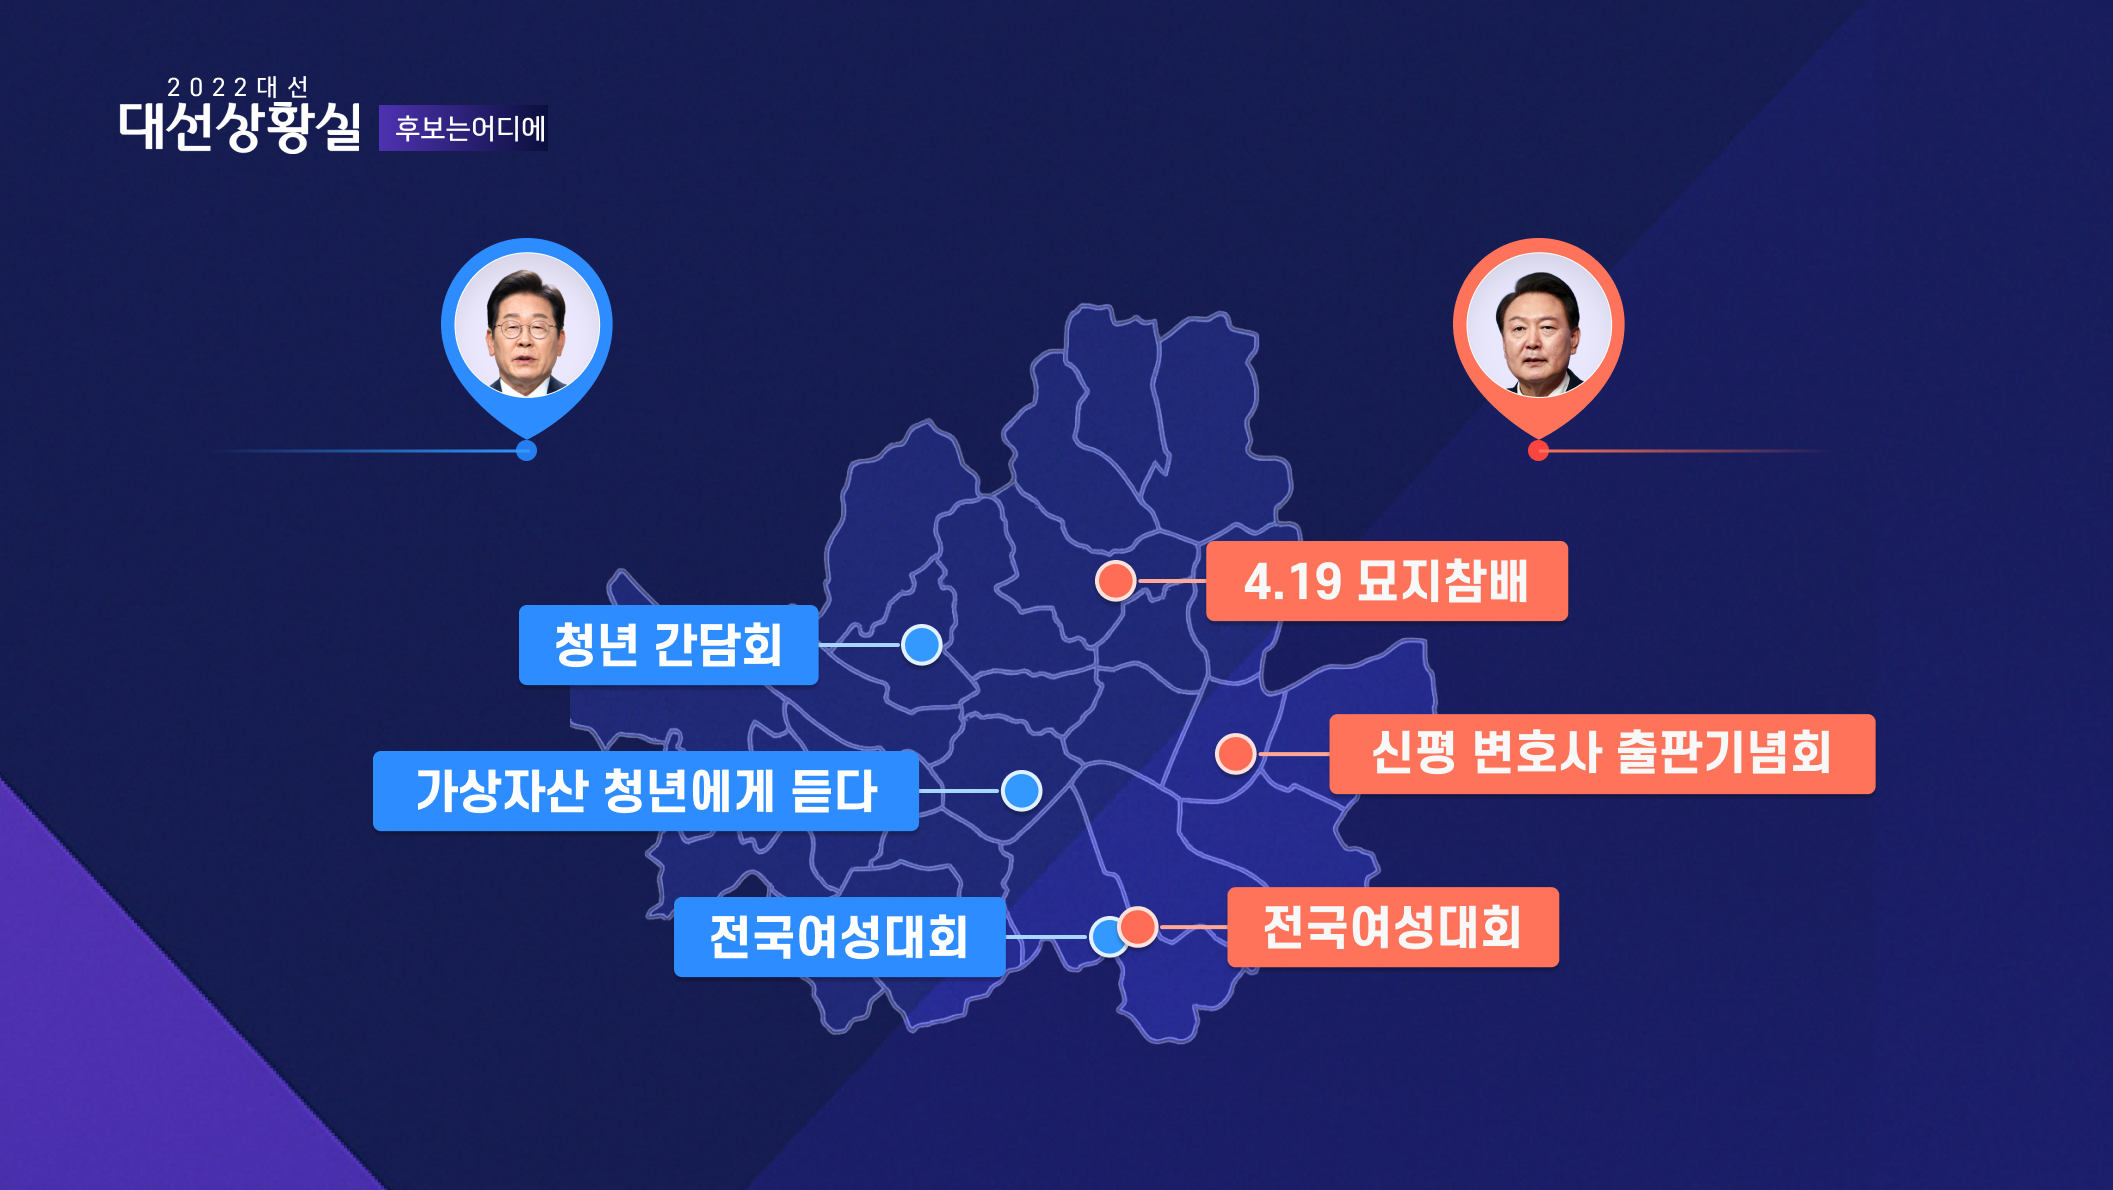 2022대선
대선상황실
후보는어디에
4.19 묘지참배
청년 간담회
신평 변호사 출판기념회
가상자산 청년에게 듣다
전국여성대회
전국여성대회